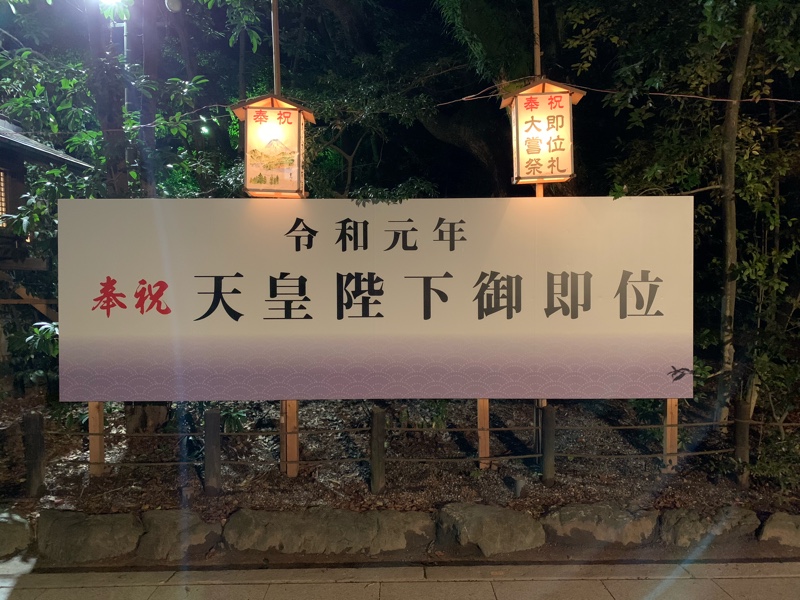 奉祝
奉祝
即位礼
大嘗祭
令和元年
奉祝 天皇陛下御即位